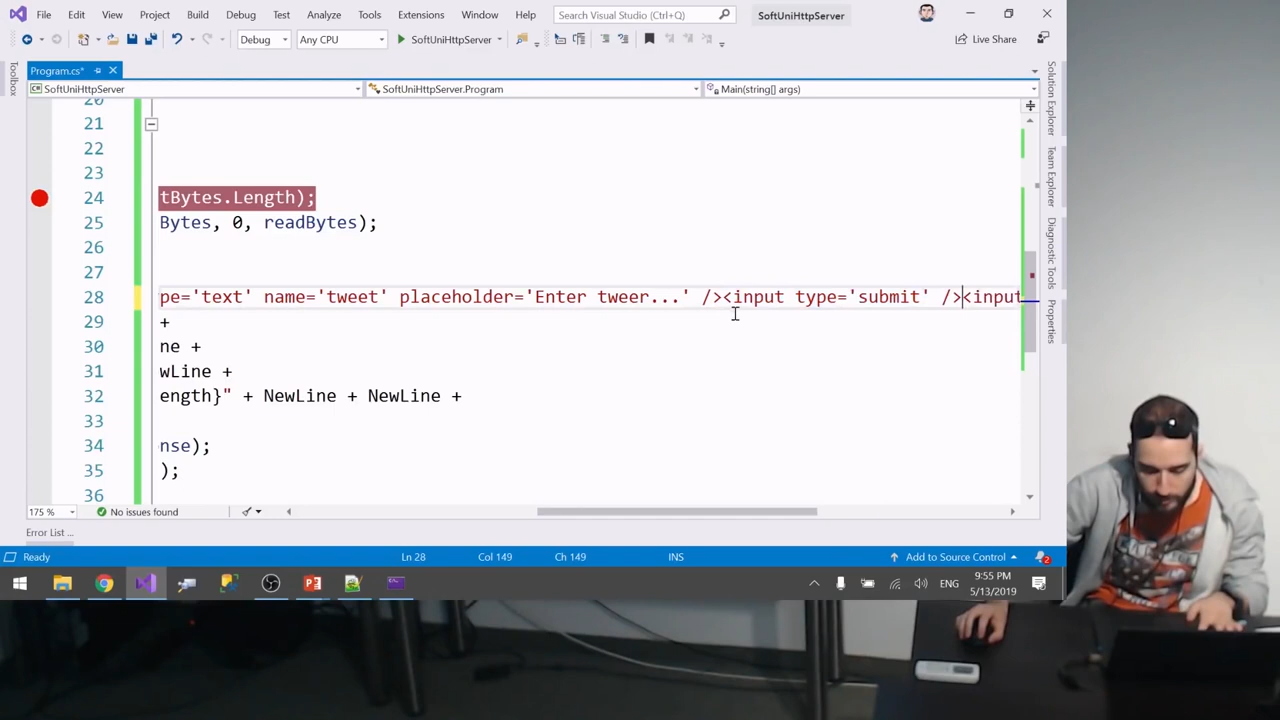 File Edit View Project Build Debug Test Analyze Tools Extensions Window Help Search Visual Studio (Ctrl+Q) SoftUniHttpServer
Debug Any CPU SoftUniHttpServer Live Share
Program.cs*
SoftUniHttpServer SoftUniHttpServer.Program Main(string[] args)
Toolbox
20
21
22
23
24 tBytes.Length);
25 Bytes, 0, readBytes);
26
27
28 pe='text' name='tweet' placeholder='Enter tweer...' /><input type='submit' /><input
29 +
30 ne +
31 wLine +
32 ength}" + NewLine + NewLine +
33
34 nse);
35 );
36
Solution Explorer
Team Explorer
Diagnostic Tools
Properties
175 % No issues found
Error List ...
Ready Ln 28 Col 149 Ch 149 INS Add to Source Control 2
ENG 9:55 PM
5/13/2019